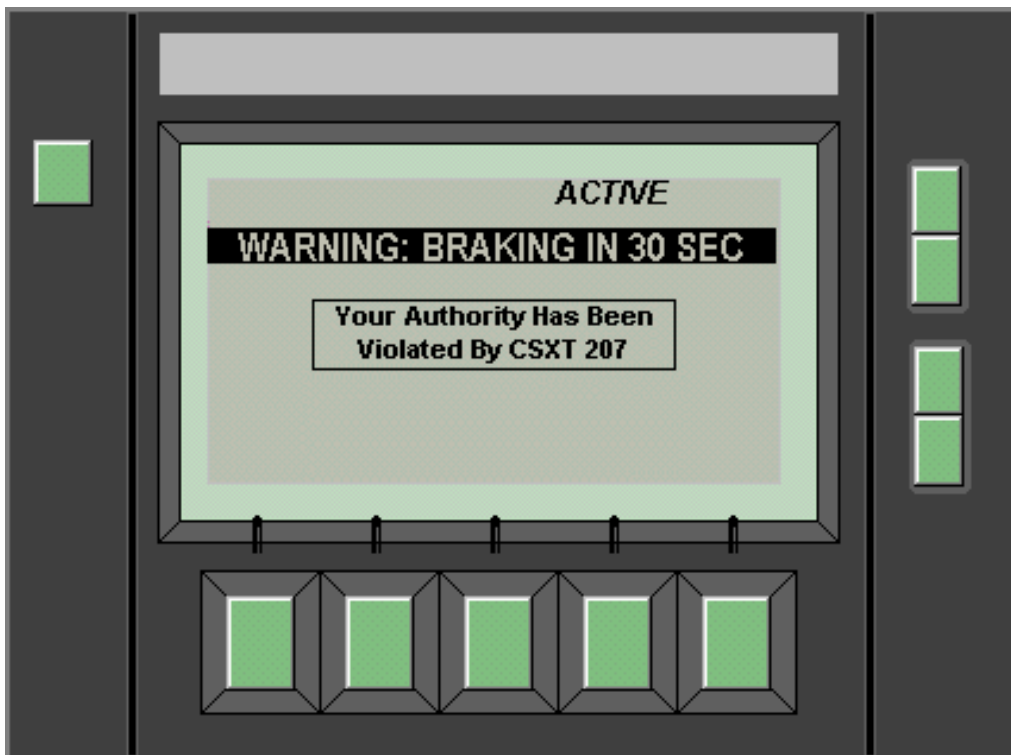 ACTIVE
WARNING: BRAKING IN 30 SEC
Your Authority Has Been
Violated By CSXT 207